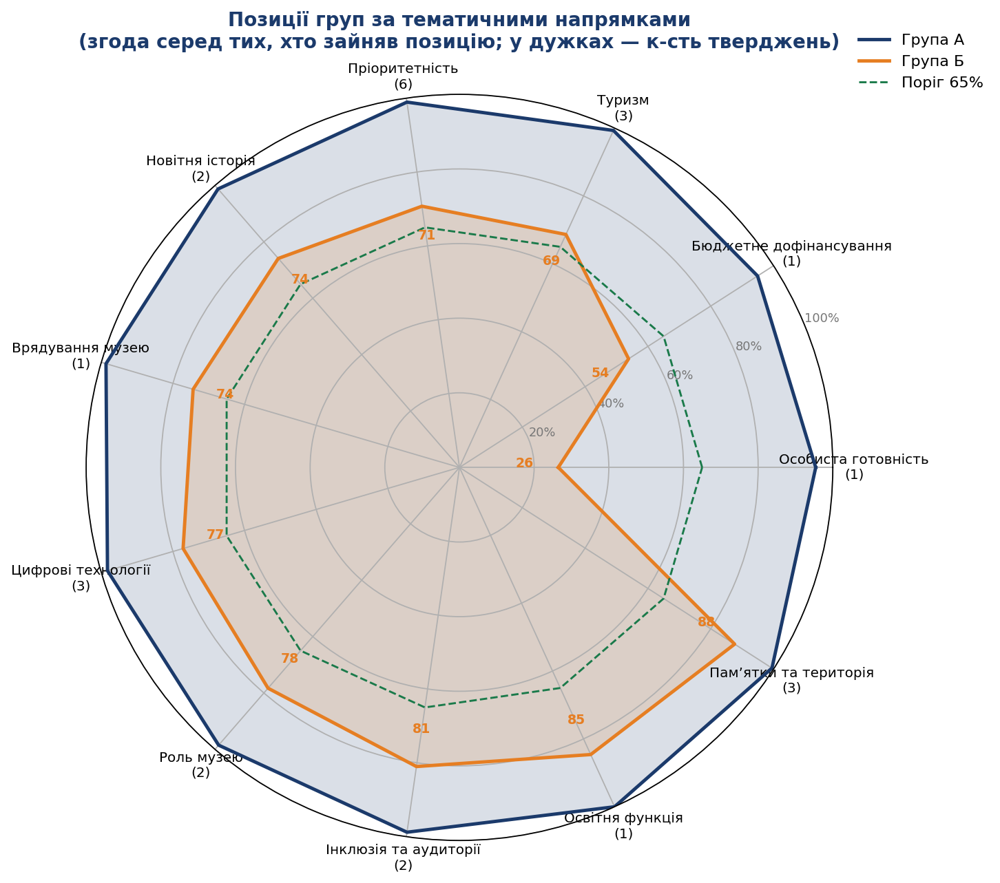 Позиції груп за тематичними напрямками
(згода серед тих, хто зайняв позицію; у дужках — к-сть тверджень)
Група А
Група Б
Поріг 65%
Пріоритетність
(6)
Туризм
(3)
Новітня історія
(2)
Бюджетне дофінансування
(1)
71
69
74
100%
80%
Врядування музею
(1)
54
60%
74
40%
20%
26
Особиста готовність
(1)
77
Цифрові технології
(3)
88
78
Пам’ятки та територія
(3)
85
81
Роль музею
(2)
Освітня функція
(1)
Інклюзія та аудиторії
(2)